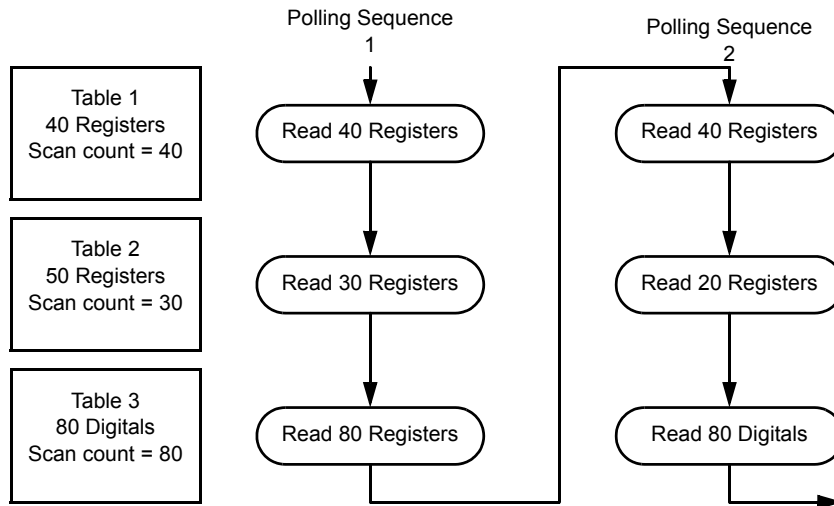 Polling Sequence
1
Polling Sequence
2
Table 1
40 Registers
Scan count = 40
Read 40 Registers
Read 40 Registers
Table 2
50 Registers
Scan count = 30
Read 30 Registers
Read 20 Registers
Table 3
80 Digitals
Scan count = 80
Read 80 Registers
Read 80 Digitals